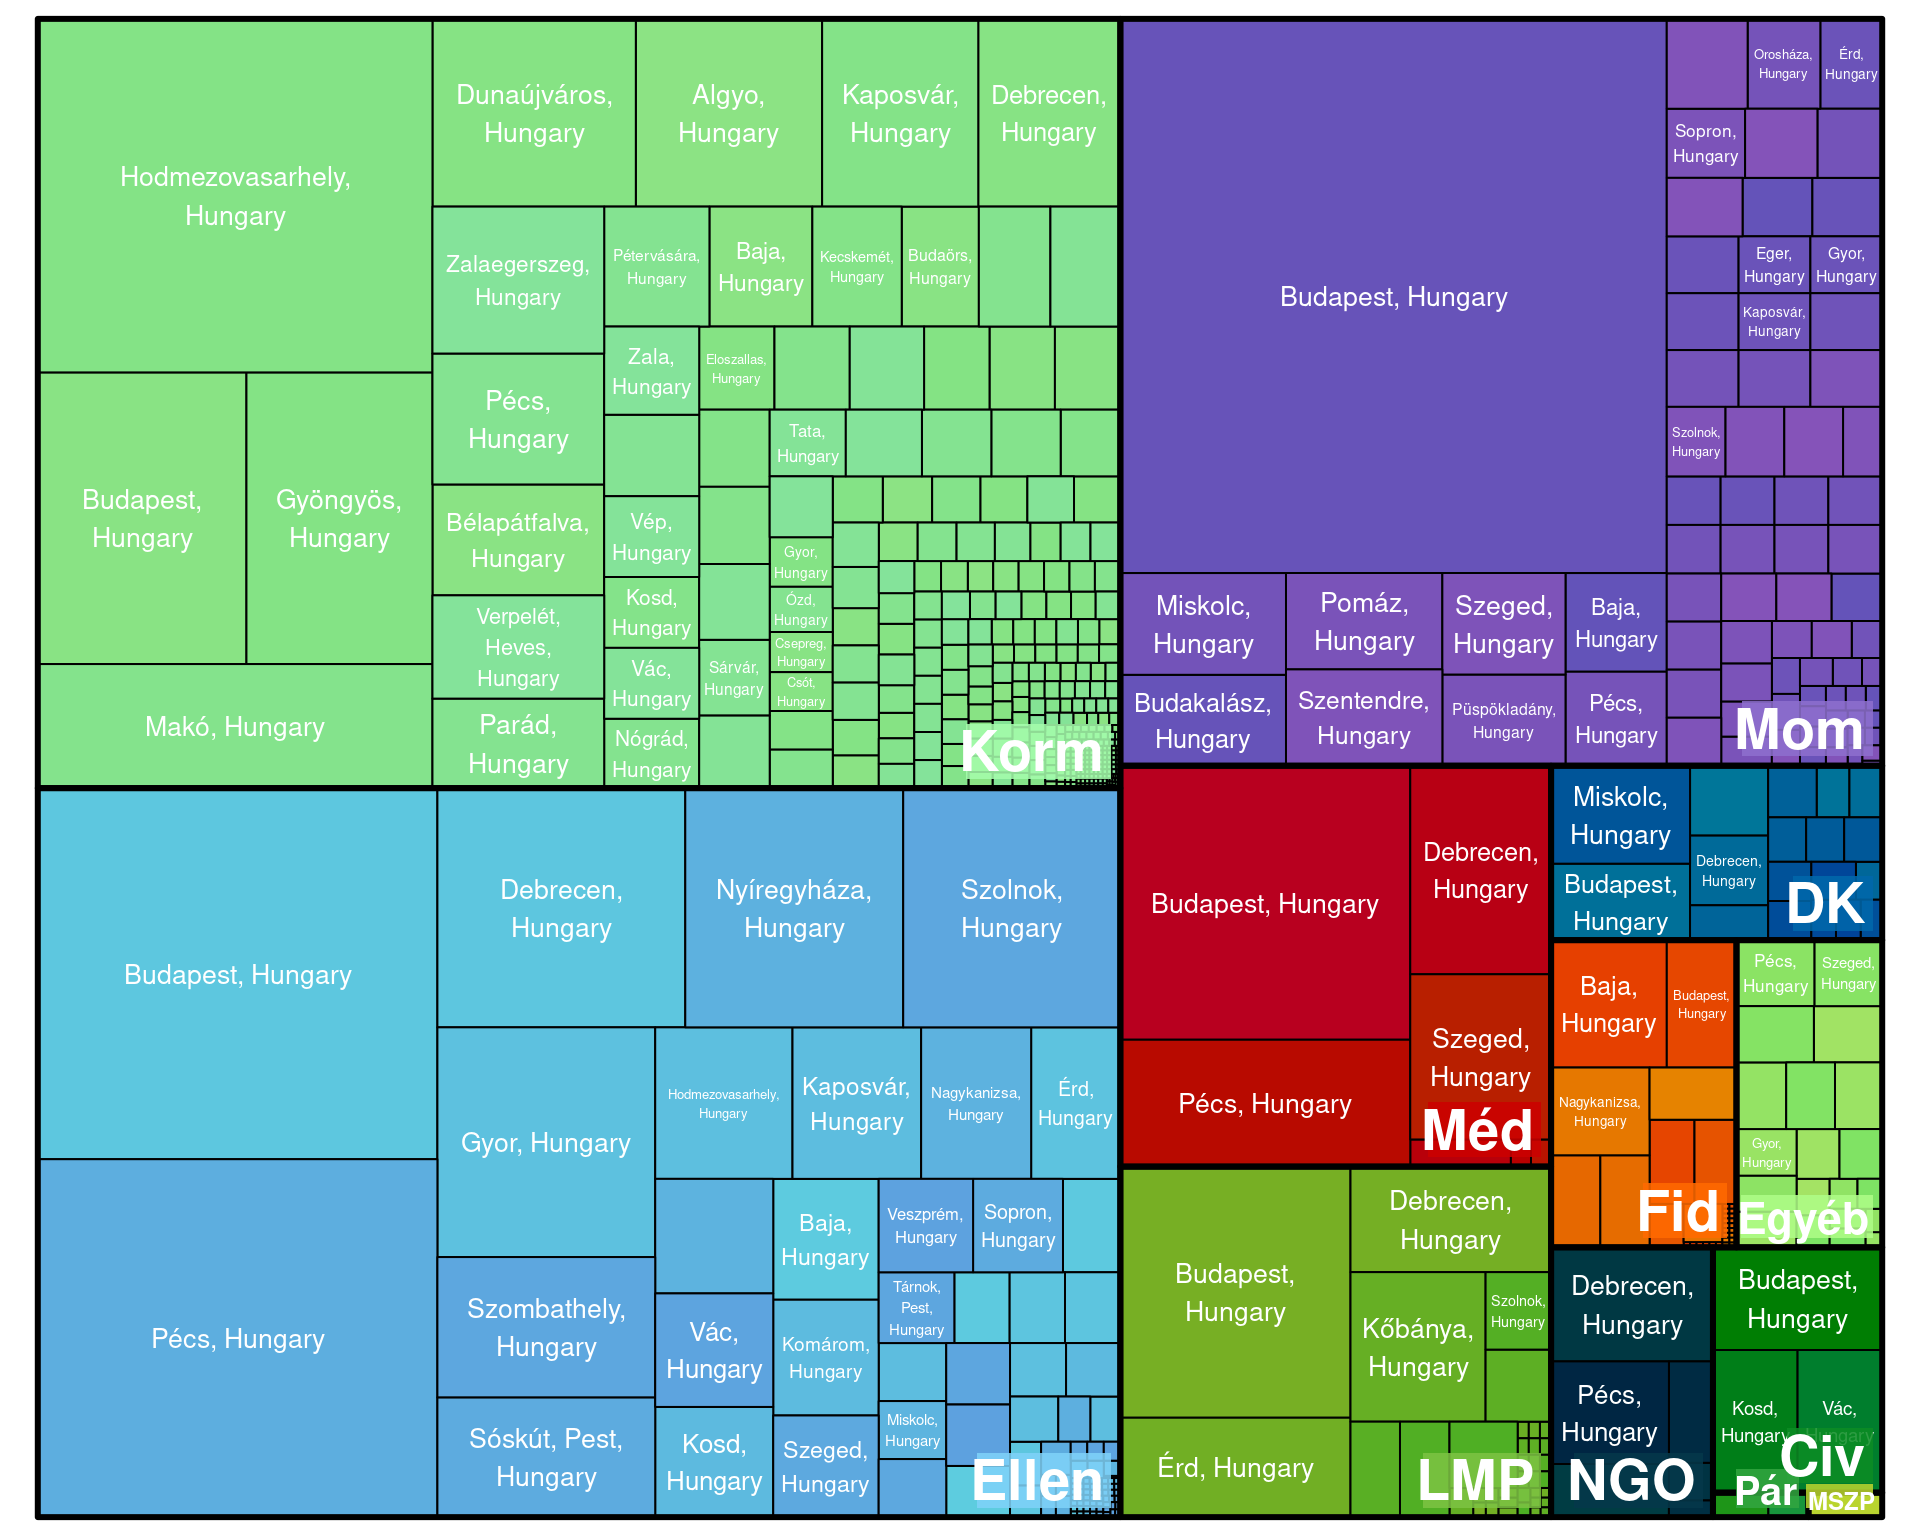 Hodmezovasarhely,
Hungary
Dunaújváros,
Hungary
Algyo,
Hungary
Kaposvár,
Hungary
Debrecen,
Hungary
Zalaegerszeg,
Hungary
Pétervására,
Hungary
Baja,
Hungary
Kecskemét,
Hungary
Budaörs,
Hungary
Zala,
Hungary
Eloszallas,
Hungary
Pécs,
Hungary
Tata,
Hungary
Budapest,
Hungary
Gyöngyös,
Hungary
Bélapátfalva,
Hungary
Vép,
Hungary
Gyor,
Hungary
Kosd,
Hungary
Ózd,
Hungary
Verpelét,
Heves,
Hungary
Csepreg,
Hungary
Vác,
Hungary
Sárvár,
Hungary
Csót,
Hungary
Makó, Hungary
Parád,
Hungary
Nógrád,
Hungary
Korm
Budapest, Hungary
Orosháza,
Hungary
Érd,
Hungary
Sopron,
Hungary
Eger,
Hungary
Gyor,
Hungary
Kaposvár,
Hungary
Szolnok,
Hungary
Miskolc,
Hungary
Pomáz,
Hungary
Szeged,
Hungary
Baja,
Hungary
Budakalász,
Hungary
Szentendre,
Hungary
Püspökladány,
Hungary
Pécs,
Hungary
Mom
Budapest, Hungary
Debrecen,
Hungary
Nyíregyháza,
Hungary
Szolnok,
Hungary
Gyor, Hungary
Hodmezovasarhely,
Hungary
Kaposvár,
Hungary
Nagykanizsa,
Hungary
Érd,
Hungary
Pécs, Hungary
Szombathely,
Hungary
Vác,
Hungary
Baja,
Hungary
Veszprém,
Hungary
Sopron,
Hungary
Tárnok,
Pest,
Hungary
Komárom,
Hungary
Sóskút, Pest,
Hungary
Kosd,
Hungary
Szeged,
Hungary
Miskolc,
Hungary
Ellen
Budapest, Hungary
Debrecen,
Hungary
Pécs, Hungary
Szeged,
Hungary
Méd
Miskolc,
Hungary
Budapest,
Hungary
Debrecen,
Hungary
DK
Baja,
Hungary
Budapest,
Hungary
Nagykanizsa,
Hungary
Fid
Pécs,
Hungary
Szeged,
Hungary
Gyor,
Hungary
Egyéb
Budapest,
Hungary
Debrecen,
Hungary
Kőbánya,
Hungary
Szolnok,
Hungary
Érd, Hungary
LMP
Debrecen,
Hungary
Pécs,
Hungary
NGO
Budapest,
Hungary
Kosd,
Hungary
Vác,
Hungary
Civ
Pár
MSZP